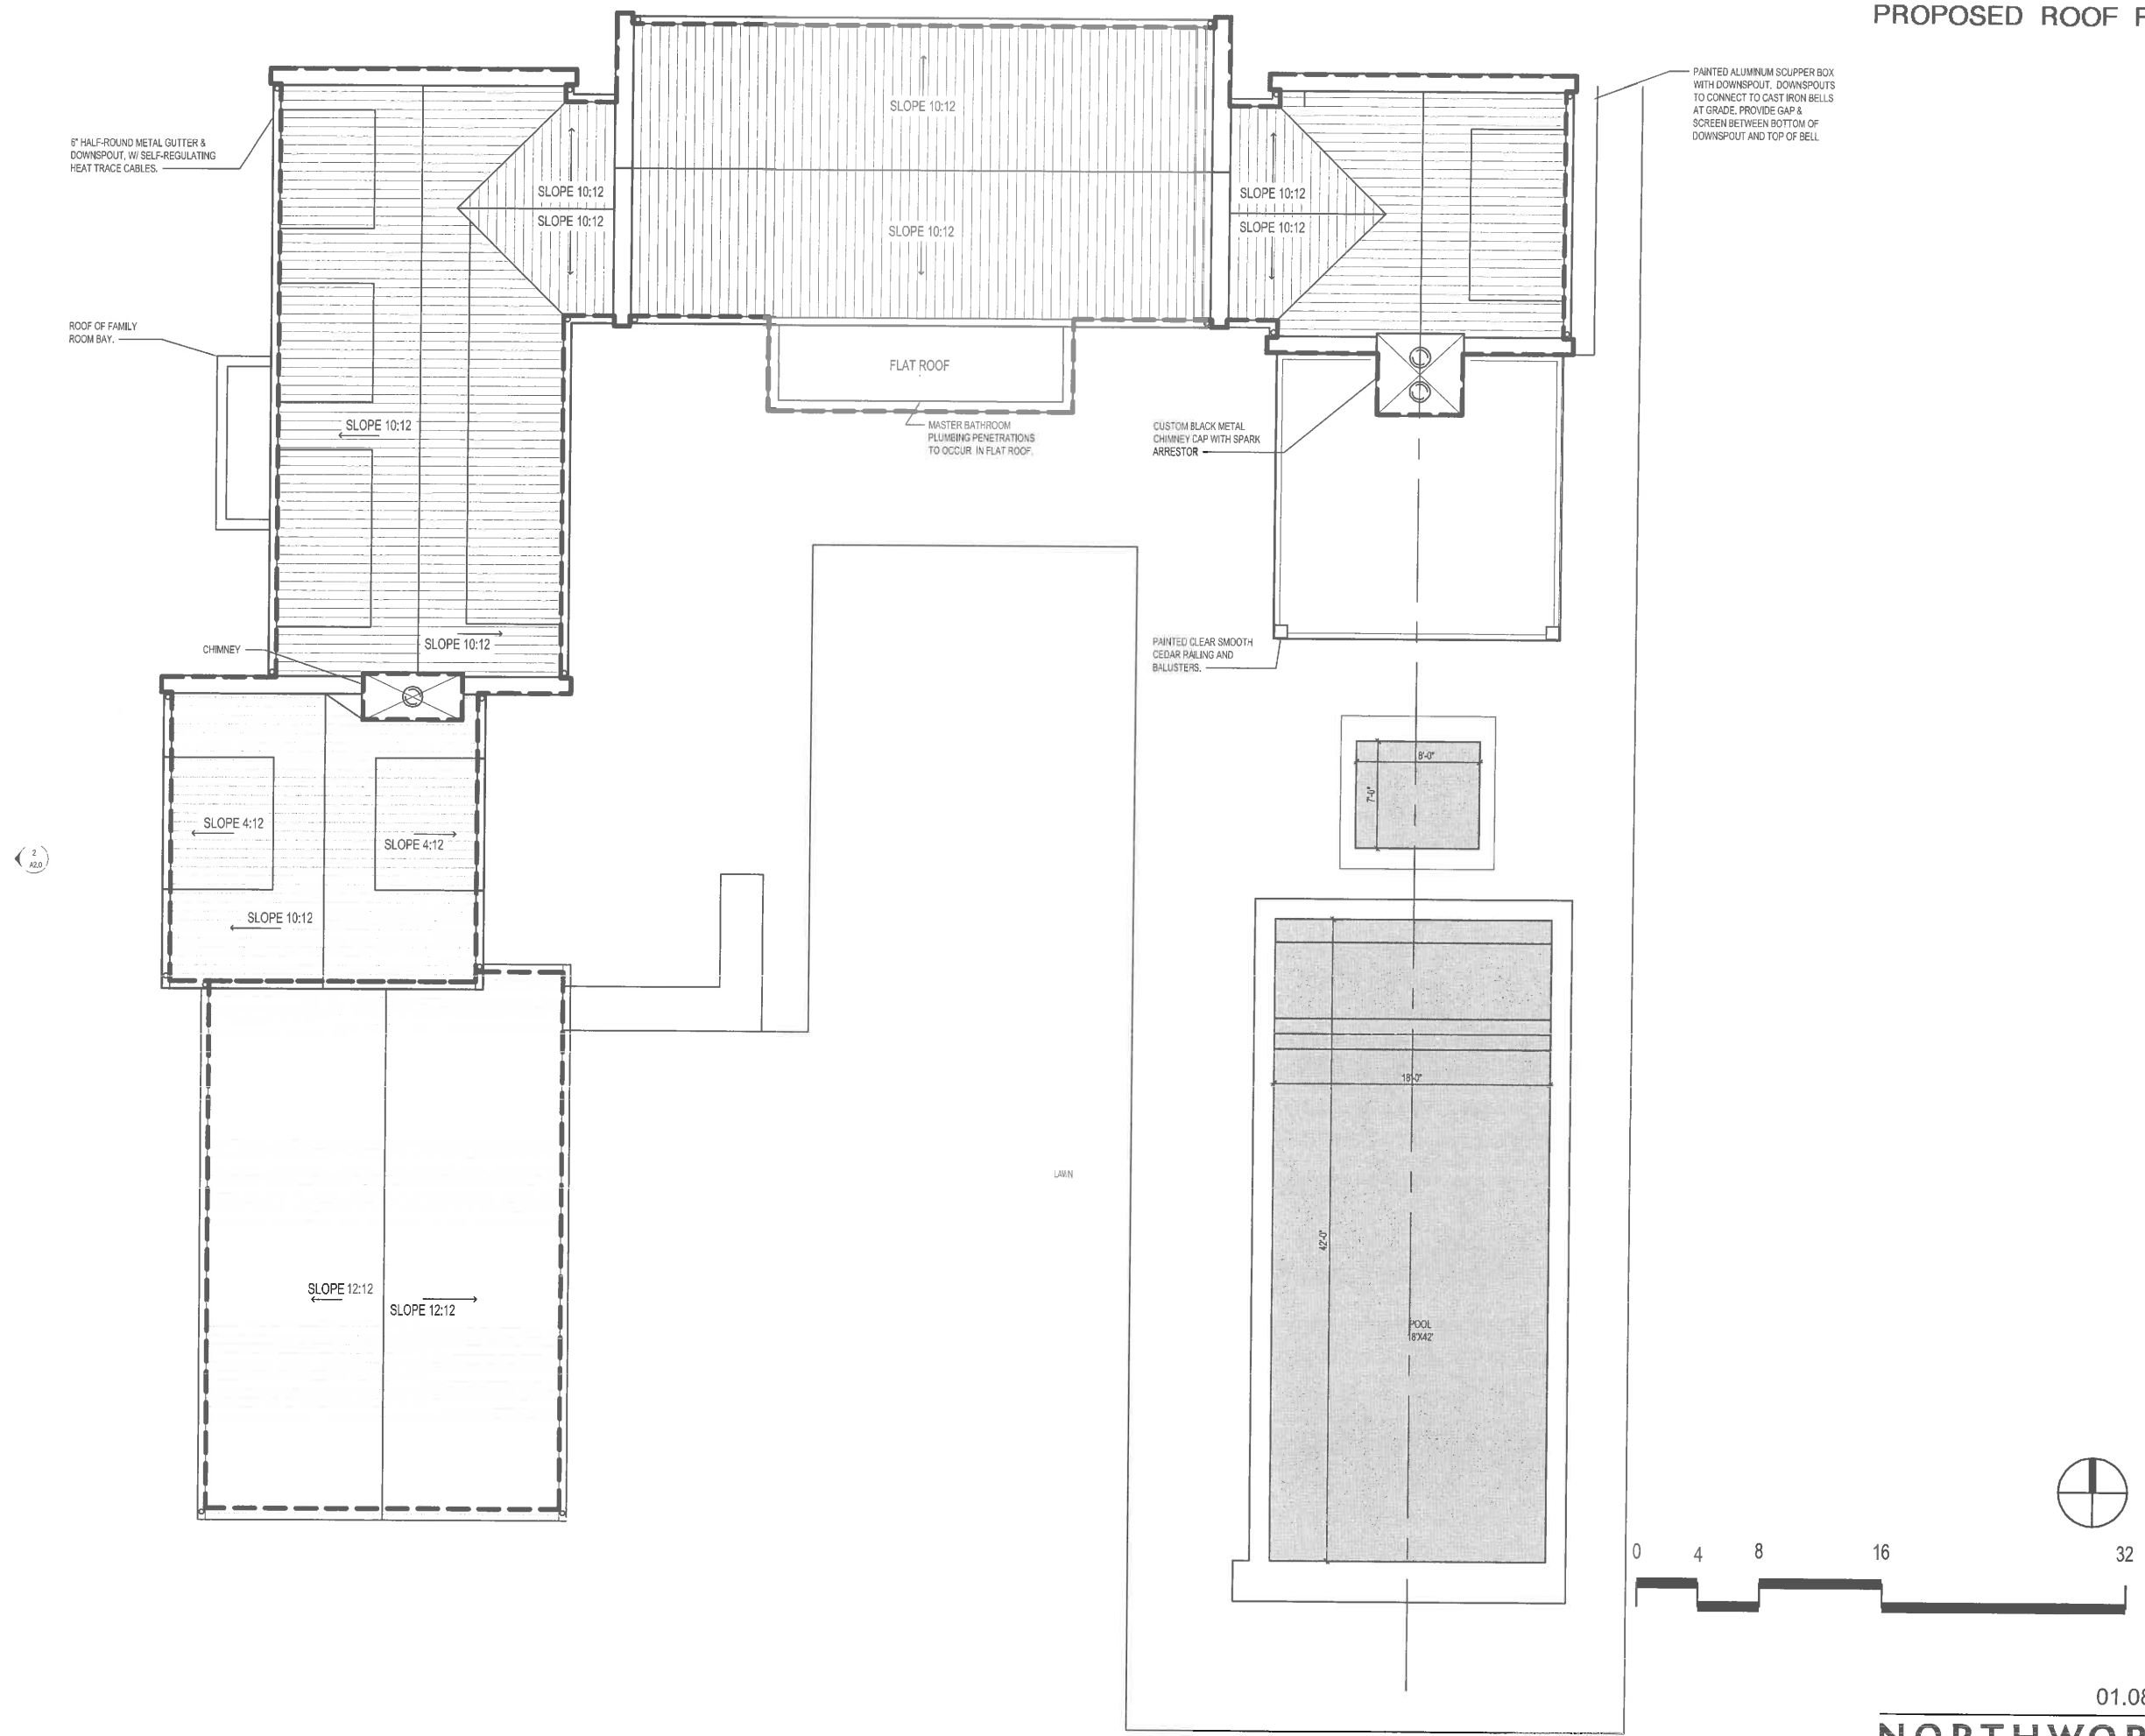 PROPOSED ROOF
PAINTED ALUMINUM SCUPPER BOX
WITH DOWNSPOUT. DOWNSPOUTS
TO CONNECT TO CAST IRON BELLS
AT GRADE. PROVIDE GAP &
SCREEN BETWEEN BOTTOM OF
DOWNSPOUT AND TOP OF BELL
6" HALF-ROUND METAL GUTTER &
DOWNSPOUT, W/ SELF-REGULATING
HEAT TRACE CABLES.
SLOPE 10:12
SLOPE 10:12
SLOPE 10:12
SLOPE 10:12
SLOPE 10:12
SLOPE 10:12
ROOF OF FAMILY
ROOM BAY.
FLAT ROOF
MASTER BATHROOM
PLUMBING PENETRATIONS
TO OCCUR IN FLAT ROOF.
CUSTOM BLACK METAL
CHIMNEY CAP WITH SPARK
ARRESTOR
SLOPE 10:12
SLOPE 10:12
CHIMNEY
PAINTED CLEAR SMOOTH
CEDAR RAILING AND
BALUSTERS.
8'-0"
7'-0"
SLOPE 4:12
SLOPE 4:12
2
A2.0
SLOPE 10:12
18'-0"
LAWN
42'-0"
SLOPE 12:12
SLOPE 12:12
POOL
18'X42'
0 4 8 16 32
01.08